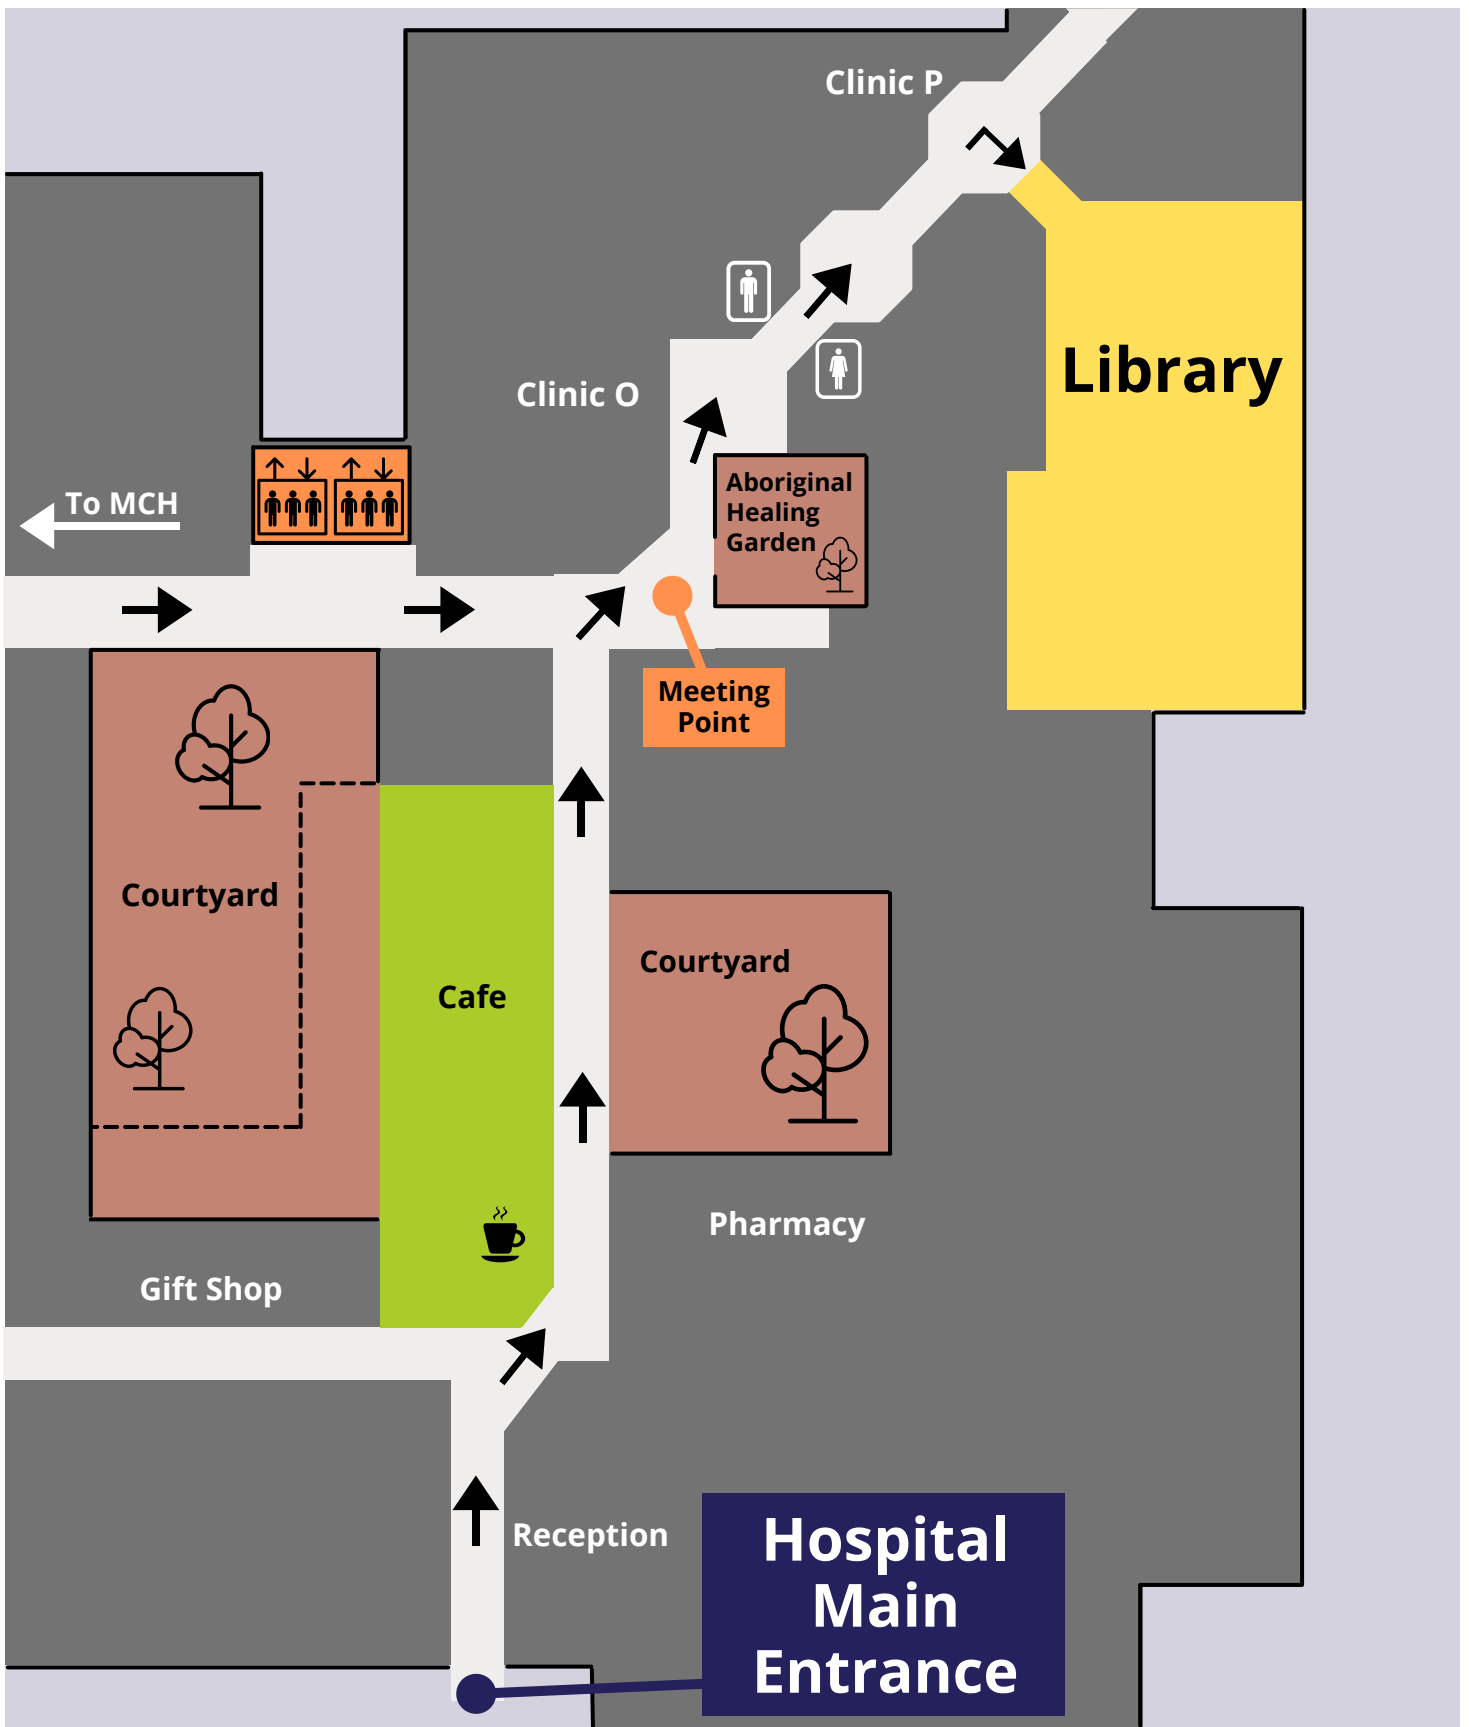 Clinic P
Library
Clinic O
To MCH
Aboriginal
Healing
Garden
Meeting
Point
Courtyard
Courtyard
Cafe
Pharmacy
Gift Shop
Reception
Hospital
Main
Entrance